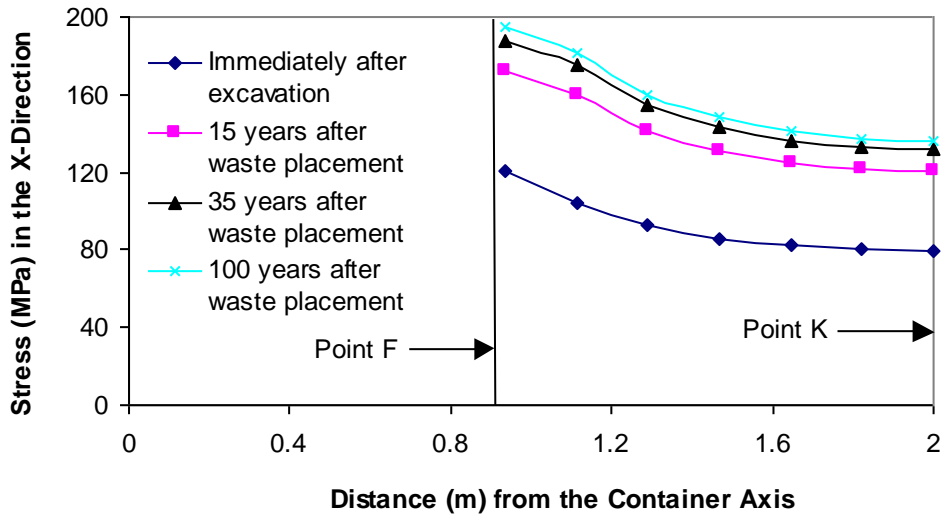 Stress (MPa) in the X-Direction
200
160
120
80
40
0
Immediately after
excavation
15 years after
waste placement
35 years after
waste placement
100 years after
waste placement
Point F
Point K
0
0.4
0.8
1.2
1.6
2
Distance (m) from the Container Axis